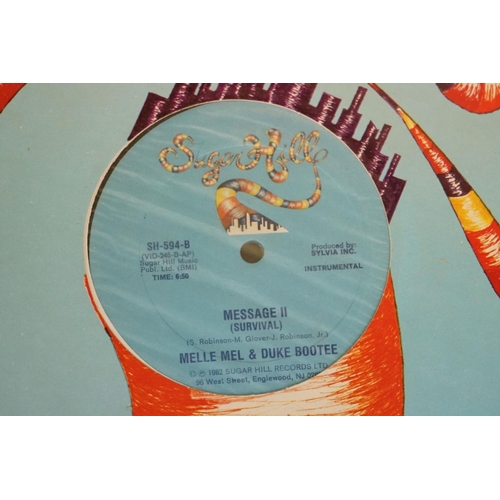 Sugar Hill
SH-594-B
(VID-245-B-AP)
Sugar Hill Music
Publ. Ltd. (BMI)
TIME: 6:50
Produced by:
SYLVIA INC.
INSTRUMENTAL
MESSAGE II
(SURVIVAL)
(S. Robinson-M. Glover-J. Robinson, Jr.)
MELLE MEL & DUKE BOOTEE
© ℗ 1982 SUGAR HILL RECORDS LTD.
96 West Street, Englewood, NJ